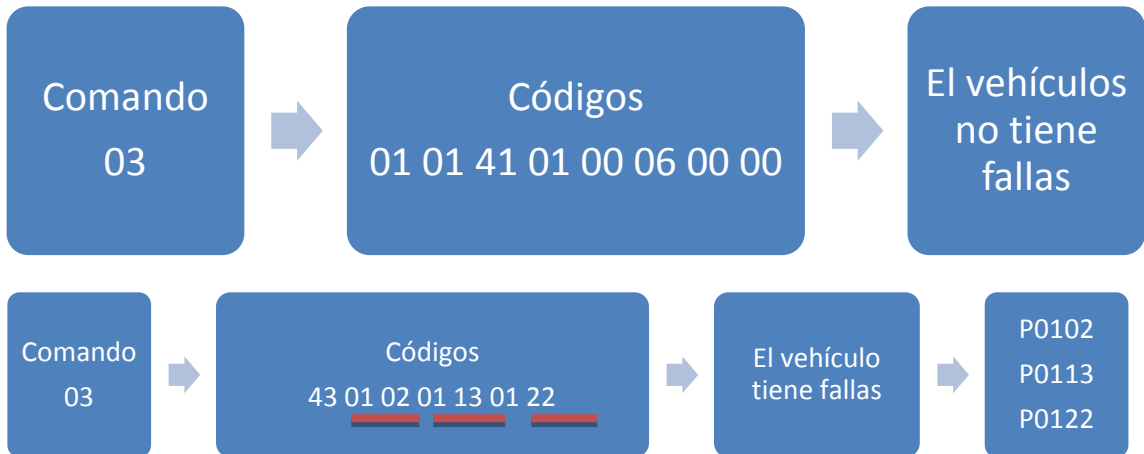 Comando
03
Códigos
01 01 41 01 00 06 00 00
El vehículos
no tiene
fallas
Comando
03
Códigos
43 01 02 01 13 01 22
El vehículo
tiene fallas
P0102
P0113
P0122